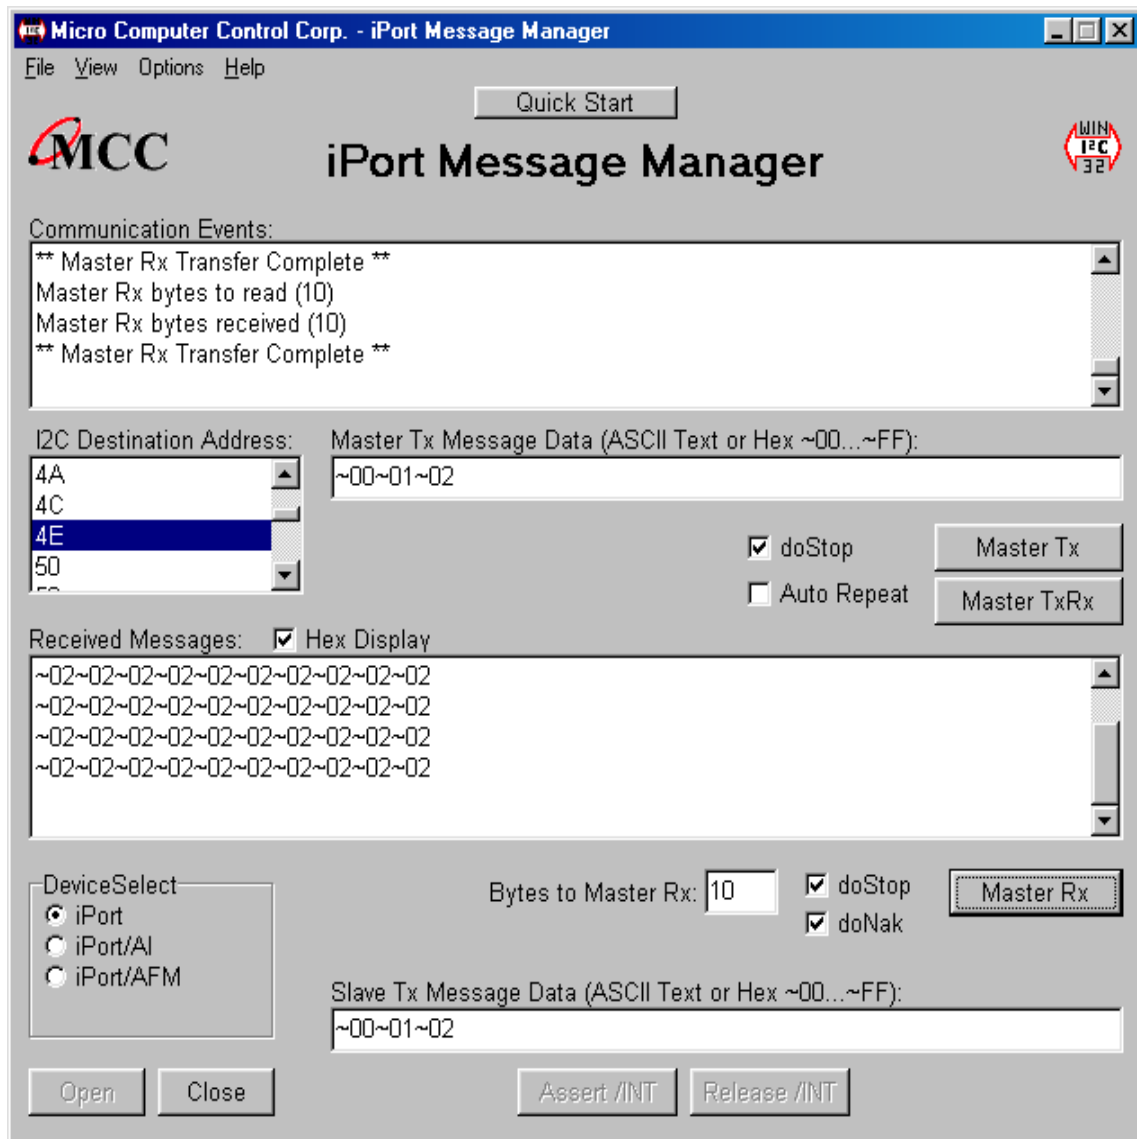 Micro Computer Control Corp. - iPort Message Manager
File View Options Help
Quick Start
MCC
iPort Message Manager
WIN
I²C
32
Communication Events:
** Master Rx Transfer Complete **
Master Rx bytes to read (10)
Master Rx bytes received (10)
** Master Rx Transfer Complete **
I2C Destination Address:
Master Tx Message Data (ASCII Text or Hex ~00...~FF):
4A
~00~01~02
4C
4E
50
doStop
Master Tx
Auto Repeat
Master TxRx
Received Messages:
Hex Display
~02~02~02~02~02~02~02~02~02~02
~02~02~02~02~02~02~02~02~02~02
~02~02~02~02~02~02~02~02~02~02
~02~02~02~02~02~02~02~02~02~02
DeviceSelect
iPort
iPort/AI
iPort/AFM
Bytes to Master Rx: 10
doStop
doNak
Master Rx
Slave Tx Message Data (ASCII Text or Hex ~00...~FF):
~00~01~02
Open
Close
Assert /INT
Release /INT